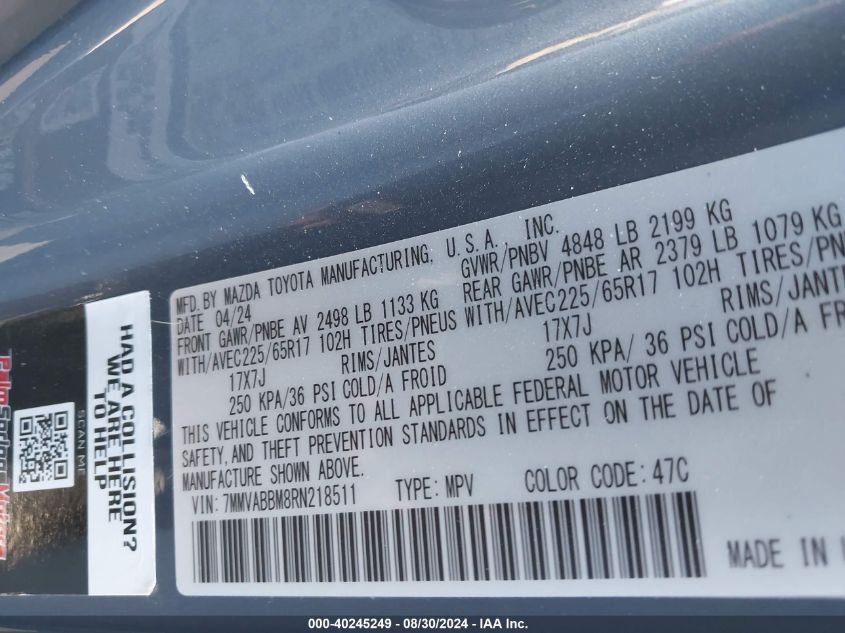 MFD. BY MAZDA TOYOTA MANUFACTURING, U.S.A. INC.
DATE 04/24 GVWR/PNBV 4848 LB 2199 KG
FRONT GAWR/PNBE AV 2498 LB 1133 KG REAR GAWR/PNBE AR 2379 LB 1079 KG
WITH/AVEC225/65R17 102H TIRES/PNEUS WITH/AVEC225/65R17 102H TIRES/PN
17X7J RIMS/JANTES 17X7J RIMS/JANTE
250 KPA/36 PSI COLD/A FROID 250 KPA/ 36 PSI COLD/A FRO
THIS VEHICLE CONFORMS TO ALL APPLICABLE FEDERAL MOTOR VEHICLE
SAFETY, AND THEFT PREVENTION STANDARDS IN EFFECT ON THE DATE OF
MANUFACTURE SHOWN ABOVE.
VIN: 7MMVABBM8RN218511 TYPE: MPV COLOR CODE: 47C
MADE IN
HAD A COLLISION?
WE ARE HERE
TO HELP
SCAN ME
000-40245249 - 08/30/2024 - IAA Inc.